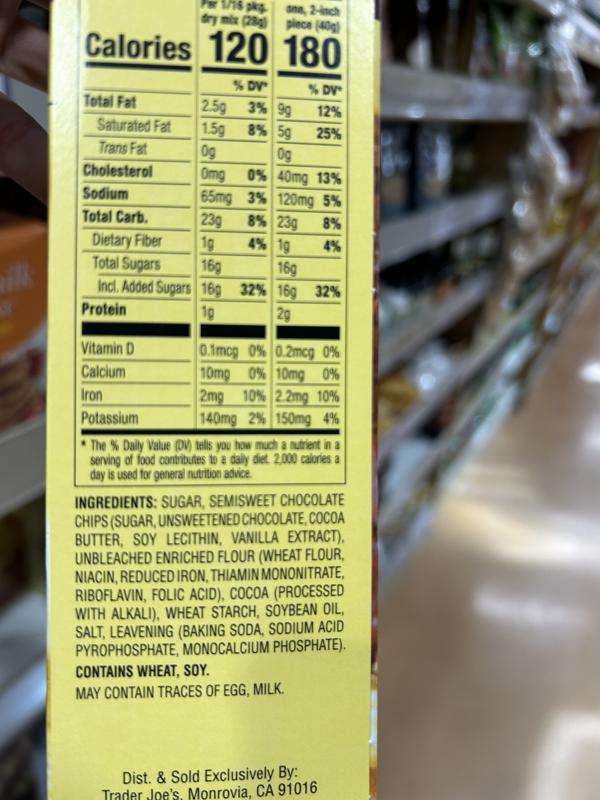 Per 1/16 pkg. one, 2-inch
dry mix (28g) piece (40g)
Calories 120 180
% DV* % DV*
Total Fat 2.5g 3% 9g 12%
Saturated Fat 1.5g 8% 5g 25%
Trans Fat 0g 0g
Cholesterol 0mg 0% 40mg 13%
Sodium 65mg 3% 120mg 5%
Total Carb. 23g 8% 23g 8%
Dietary Fiber 1g 4% 1g 4%
Total Sugars 16g 16g
Incl. Added Sugars 16g 32% 16g 32%
Protein 1g 2g
Vitamin D 0.1mcg 0% 0.2mcg 0%
Calcium 10mg 0% 10mg 0%
Iron 2mg 10% 2.2mg 10%
Potassium 140mg 2% 150mg 4%
* The % Daily Value (DV) tells you how much a nutrient in a
serving of food contributes to a daily diet. 2,000 calories a
day is used for general nutrition advice.
INGREDIENTS: SUGAR, SEMISWEET CHOCOLATE
CHIPS (SUGAR, UNSWEETENED CHOCOLATE, COCOA
BUTTER, SOY LECITHIN, VANILLA EXTRACT),
UNBLEACHED ENRICHED FLOUR (WHEAT FLOUR,
NIACIN, REDUCED IRON, THIAMIN MONONITRATE,
RIBOFLAVIN, FOLIC ACID), COCOA (PROCESSED
WITH ALKALI), WHEAT STARCH, SOYBEAN OIL,
SALT, LEAVENING (BAKING SODA, SODIUM ACID
PYROPHOSPHATE, MONOCALCIUM PHOSPHATE).
CONTAINS WHEAT, SOY.
MAY CONTAIN TRACES OF EGG, MILK.
Dist. & Sold Exclusively By:
Trader Joe's, Monrovia, CA 91016